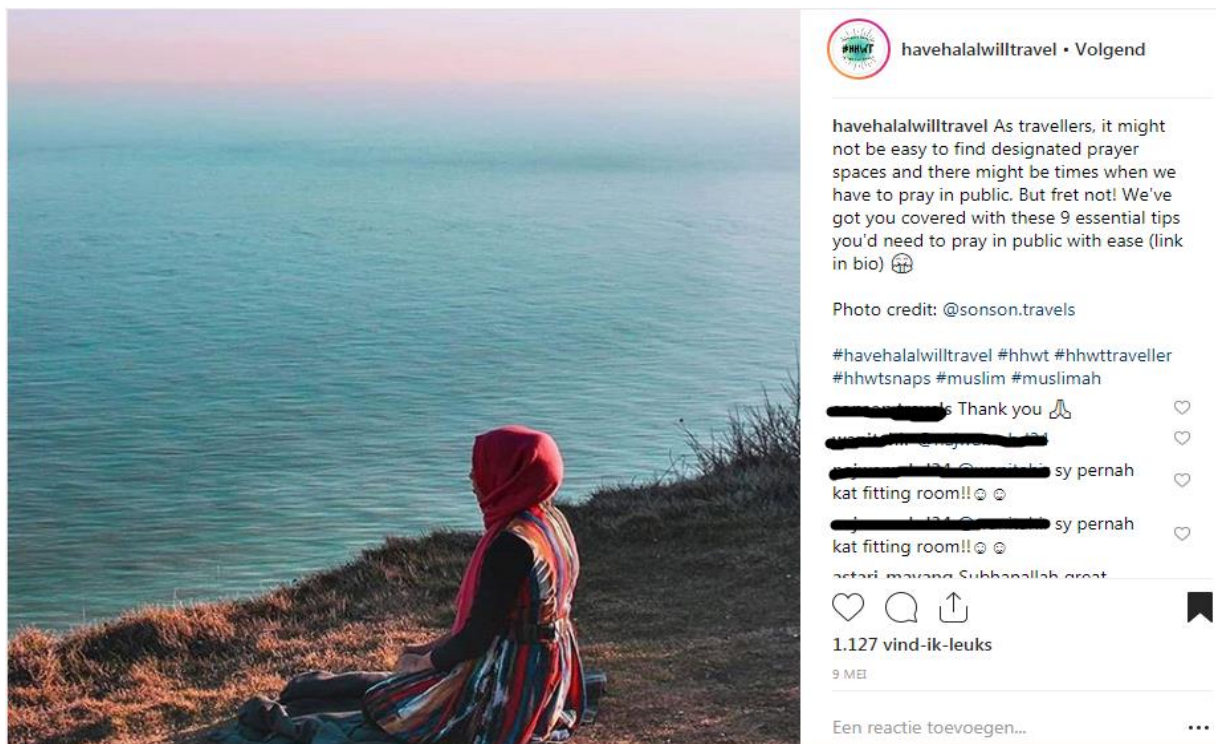 #HHWT
havehalalwilltravel • Volgend
havehalalwilltravel As travellers, it might
not be easy to find designated prayer
spaces and there might be times when we
have to pray in public. But fret not! We've
got you covered with these 9 essential tips
you'd need to pray in public with ease (link
in bio)
Photo credit: @sonson.travels
#havehalalwilltravel #hhwt #hhwttraveller
#hhwtsnaps #muslim #muslimah
Thank you
sy pernah
kat fitting room!!
sy pernah
kat fitting room!!
astari_mayang Subhanallah great
1.127 vind-ik-leuks
9 MEI
Een reactie toevoegen...